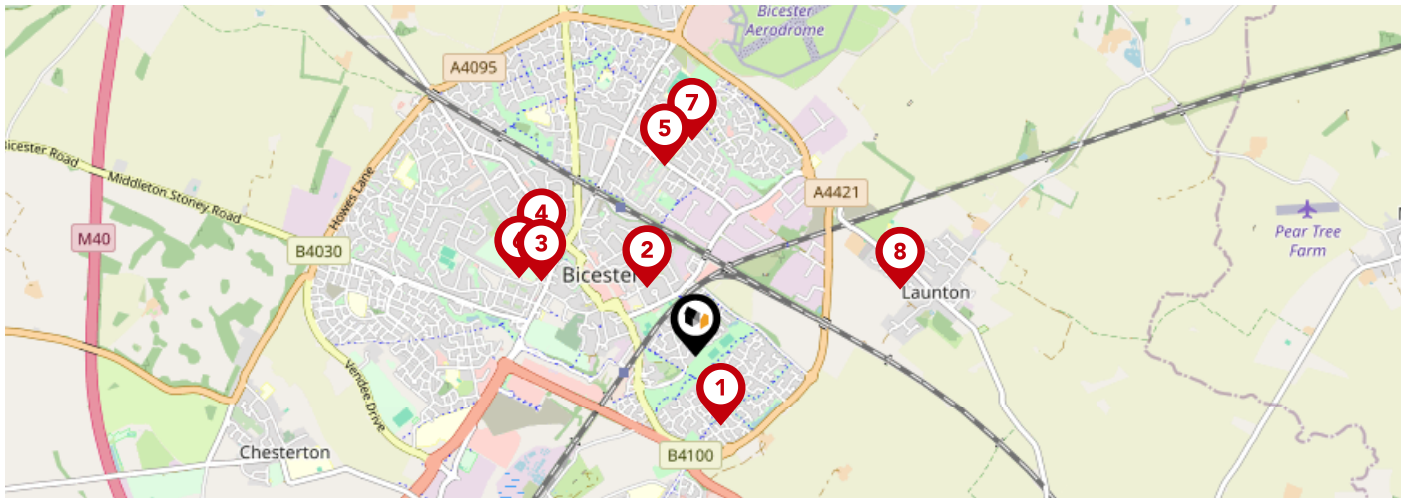 Bicester
Aerodrome
A4095
7
5
Bicester Road
Middleton Stoney Road
Howes Lane
A4421
4
3
2
M40
B4030
Bicester
8
Launton
Pear Tree
Farm
1
Vendee Drive
Chesterton
B4100